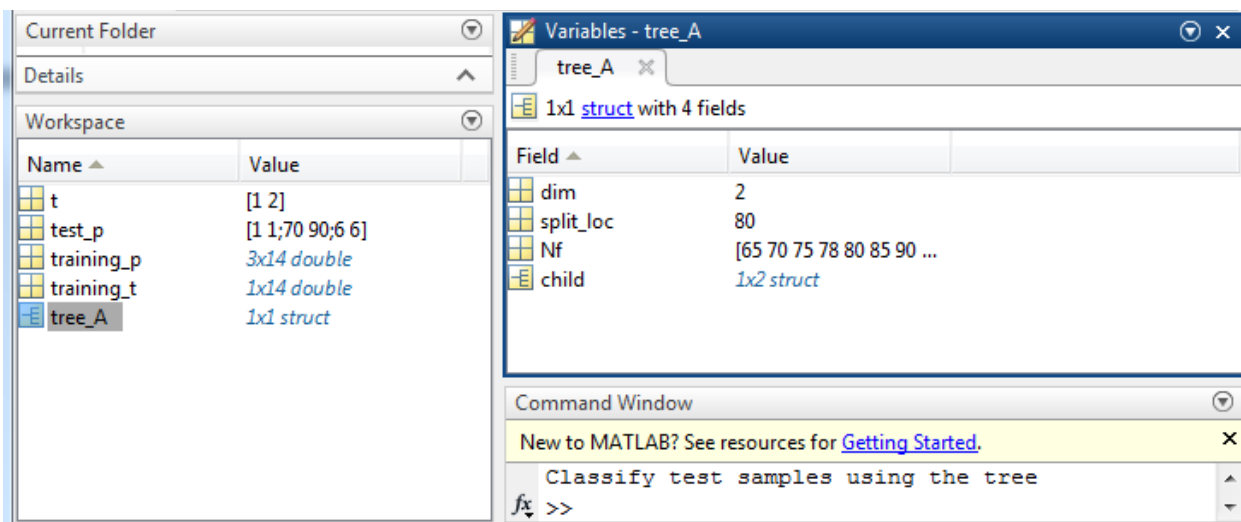 Current Folder
Details
Workspace
Name Value
t [1 2]
test_p [1 1;70 90;6 6]
training_p 3x14 double
training_t 1x14 double
tree_A 1x1 struct
Variables - tree_A
tree_A
1x1 struct with 4 fields
Field Value
dim 2
split_loc 80
Nf [65 70 75 78 80 85 90 ...
child 1x2 struct
Command Window
New to MATLAB? See resources for Getting Started.
Classify test samples using the tree
fx >>